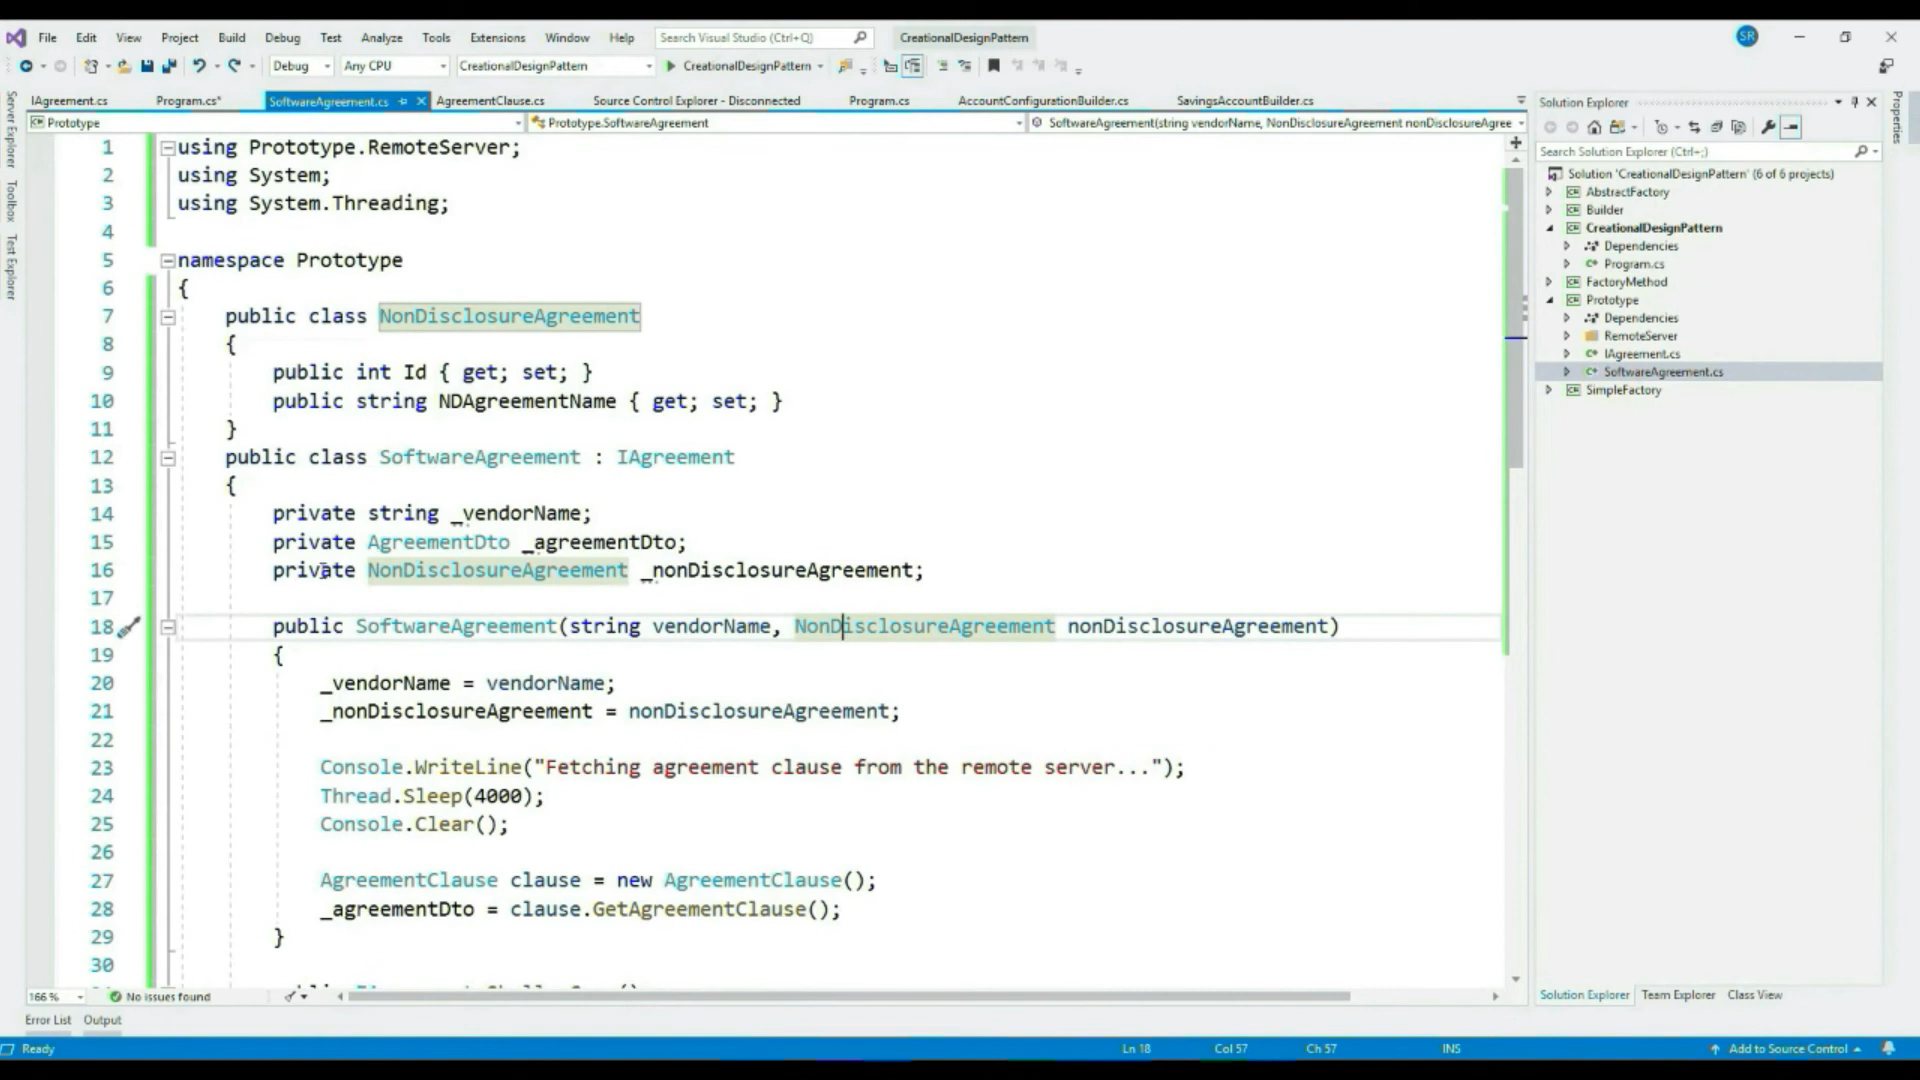 File Edit View Project Build Debug Test Analyze Tools Extensions Window Help Search Visual Studio (Ctrl+Q) CreationalDesignPattern SR
Debug Any CPU CreationalDesignPattern CreationalDesignPattern
IAgreement.cs Program.cs* SoftwareAgreement.cs AgreementClause.cs Source Control Explorer - Disconnected Program.cs AccountConfigurationBuilder.cs SavingsAccountBuilder.cs
Prototype Prototype.SoftwareAgreement SoftwareAgreement(string vendorName, NonDisclosureAgreement nonDisclosureAgree
Server Explorer
Toolbox
Test Explorer
1 using Prototype.RemoteServer;
2 using System;
3 using System.Threading;
4
5 namespace Prototype
6 {
7 public class NonDisclosureAgreement
8 {
9 public int Id { get; set; }
10 public string NDAgreementName { get; set; }
11 }
12 public class SoftwareAgreement : IAgreement
13 {
14 private string _vendorName;
15 private AgreementDto _agreementDto;
16 private NonDisclosureAgreement _nonDisclosureAgreement;
17
18 public SoftwareAgreement(string vendorName, NonDisclosureAgreement nonDisclosureAgreement)
19 {
20 _vendorName = vendorName;
21 _nonDisclosureAgreement = nonDisclosureAgreement;
22
23 Console.WriteLine("Fetching agreement clause from the remote server...");
24 Thread.Sleep(4000);
25 Console.Clear();
26
27 AgreementClause clause = new AgreementClause();
28 _agreementDto = clause.GetAgreementClause();
29 }
30
166 % No issues found
Error List Output
Ready Ln 18 Col 57 Ch 57 INS Add to Source Control
Solution Explorer
Search Solution Explorer (Ctrl+;)
Solution 'CreationalDesignPattern' (6 of 6 projects)
AbstractFactory
Builder
CreationalDesignPattern
Dependencies
Program.cs
FactoryMethod
Prototype
Dependencies
RemoteServer
IAgreement.cs
SoftwareAgreement.cs
SimpleFactory
Solution Explorer Team Explorer Class View
Properties